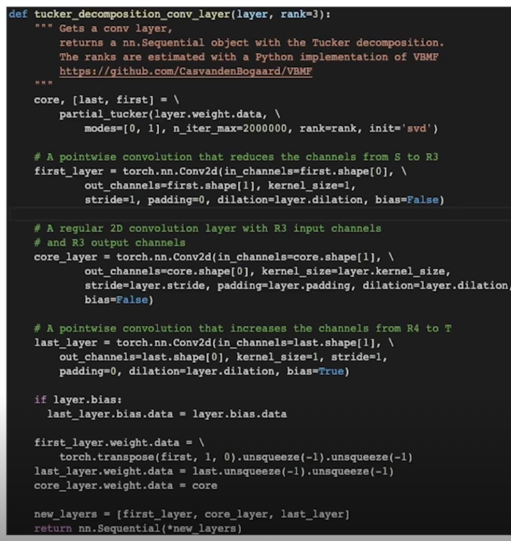 def tucker_decomposition_conv_layer(layer, rank=3):
""" Gets a conv layer,
returns a nn.Sequential object with the Tucker decomposition.
The ranks are estimated with a Python implementation of VBMF
https://github.com/CasvandenBogaard/VBMF
"""
core, [last, first] = \
partial_tucker(layer.weight.data, \
modes=[0, 1], n_iter_max=2000000, rank=rank, init='svd')
# A pointwise convolution that reduces the channels from S to R3
first_layer = torch.nn.Conv2d(in_channels=first.shape[0], \
out_channels=first.shape[1], kernel_size=1,
stride=1, padding=0, dilation=layer.dilation, bias=False)
# A regular 2D convolution layer with R3 input channels
# and R3 output channels
core_layer = torch.nn.Conv2d(in_channels=core.shape[1], \
out_channels=core.shape[0], kernel_size=layer.kernel_size,
stride=layer.stride, padding=layer.padding, dilation=layer.dilation,
bias=False)
# A pointwise convolution that increases the channels from R4 to T
last_layer = torch.nn.Conv2d(in_channels=last.shape[1], \
out_channels=last.shape[0], kernel_size=1, stride=1,
padding=0, dilation=layer.dilation, bias=True)
if layer.bias:
last_layer.bias.data = layer.bias.data
first_layer.weight.data = \
torch.transpose(first, 1, 0).unsqueeze(-1).unsqueeze(-1)
last_layer.weight.data = last.unsqueeze(-1).unsqueeze(-1)
core_layer.weight.data = core
new_layers = [first_layer, core_layer, last_layer]
return nn.Sequential(*new_layers)